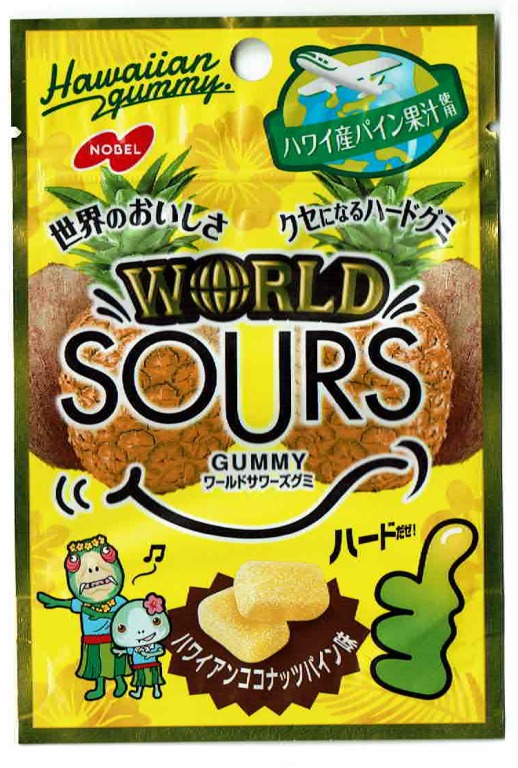 Hawaiian
gummy.
ハワイ産パイン果汁使用
NOBEL
世界のおいしさ
クセになるハードグミ
WORLD
SOURS
GUMMY
ワールドサワーズグミ
ハードだぜ!
ハワイアンココナッツパイン味